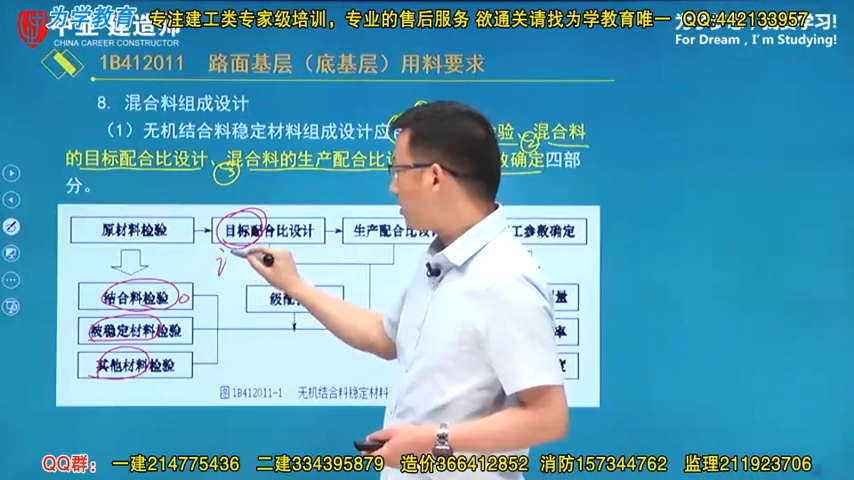 为学教育 专注建工类专家级培训，专业的售后服务 欲通关请找为学教育唯一 QQ:442133957
CHINA CAREER CONSTRUCTOR
For Dream, I'm Studying!
1B412011 路面基层（底基层）用料要求
8. 混合料组成设计
（1）无机结合料稳定材料组成设计应 验、混合料
的目标配合比设计、混合料的生产配合比 数确定四部
分。
原材料检验 目标配合比设计 生产配合比设计 工参数确定
结合料检验 级配 量
被稳定材料检验 率
其他材料检验
图1B412011-1 无机结合料稳定材料
QQ群： 一建214775436 二建334395879 造价366412852 消防157344762 监理211923706